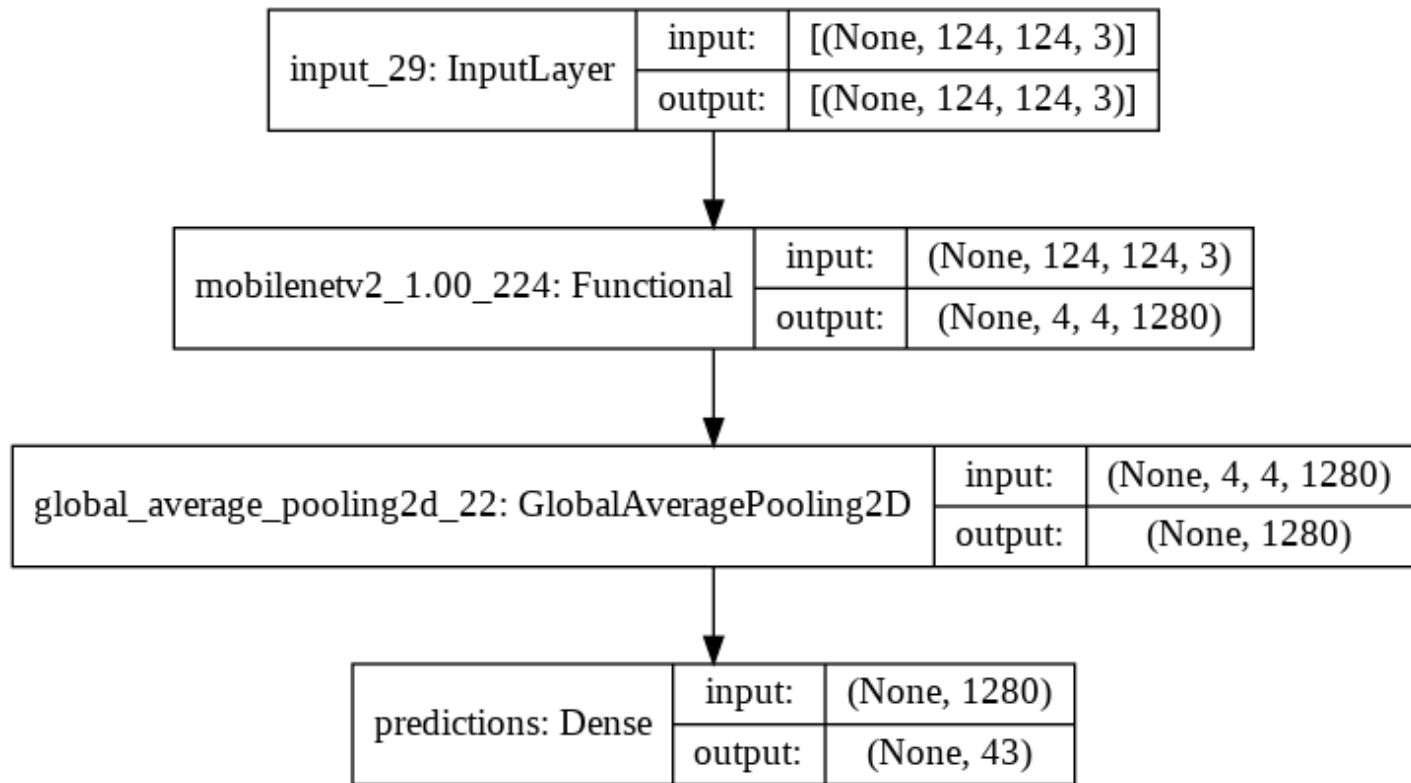 input_29: InputLayer
input: [(None, 124, 124, 3)]
output: [(None, 124, 124, 3)]
mobilenetv2_1.00_224: Functional
input: (None, 124, 124, 3)
output: (None, 4, 4, 1280)
global_average_pooling2d_22: GlobalAveragePooling2D
input: (None, 4, 4, 1280)
output: (None, 1280)
predictions: Dense
input: (None, 1280)
output: (None, 43)